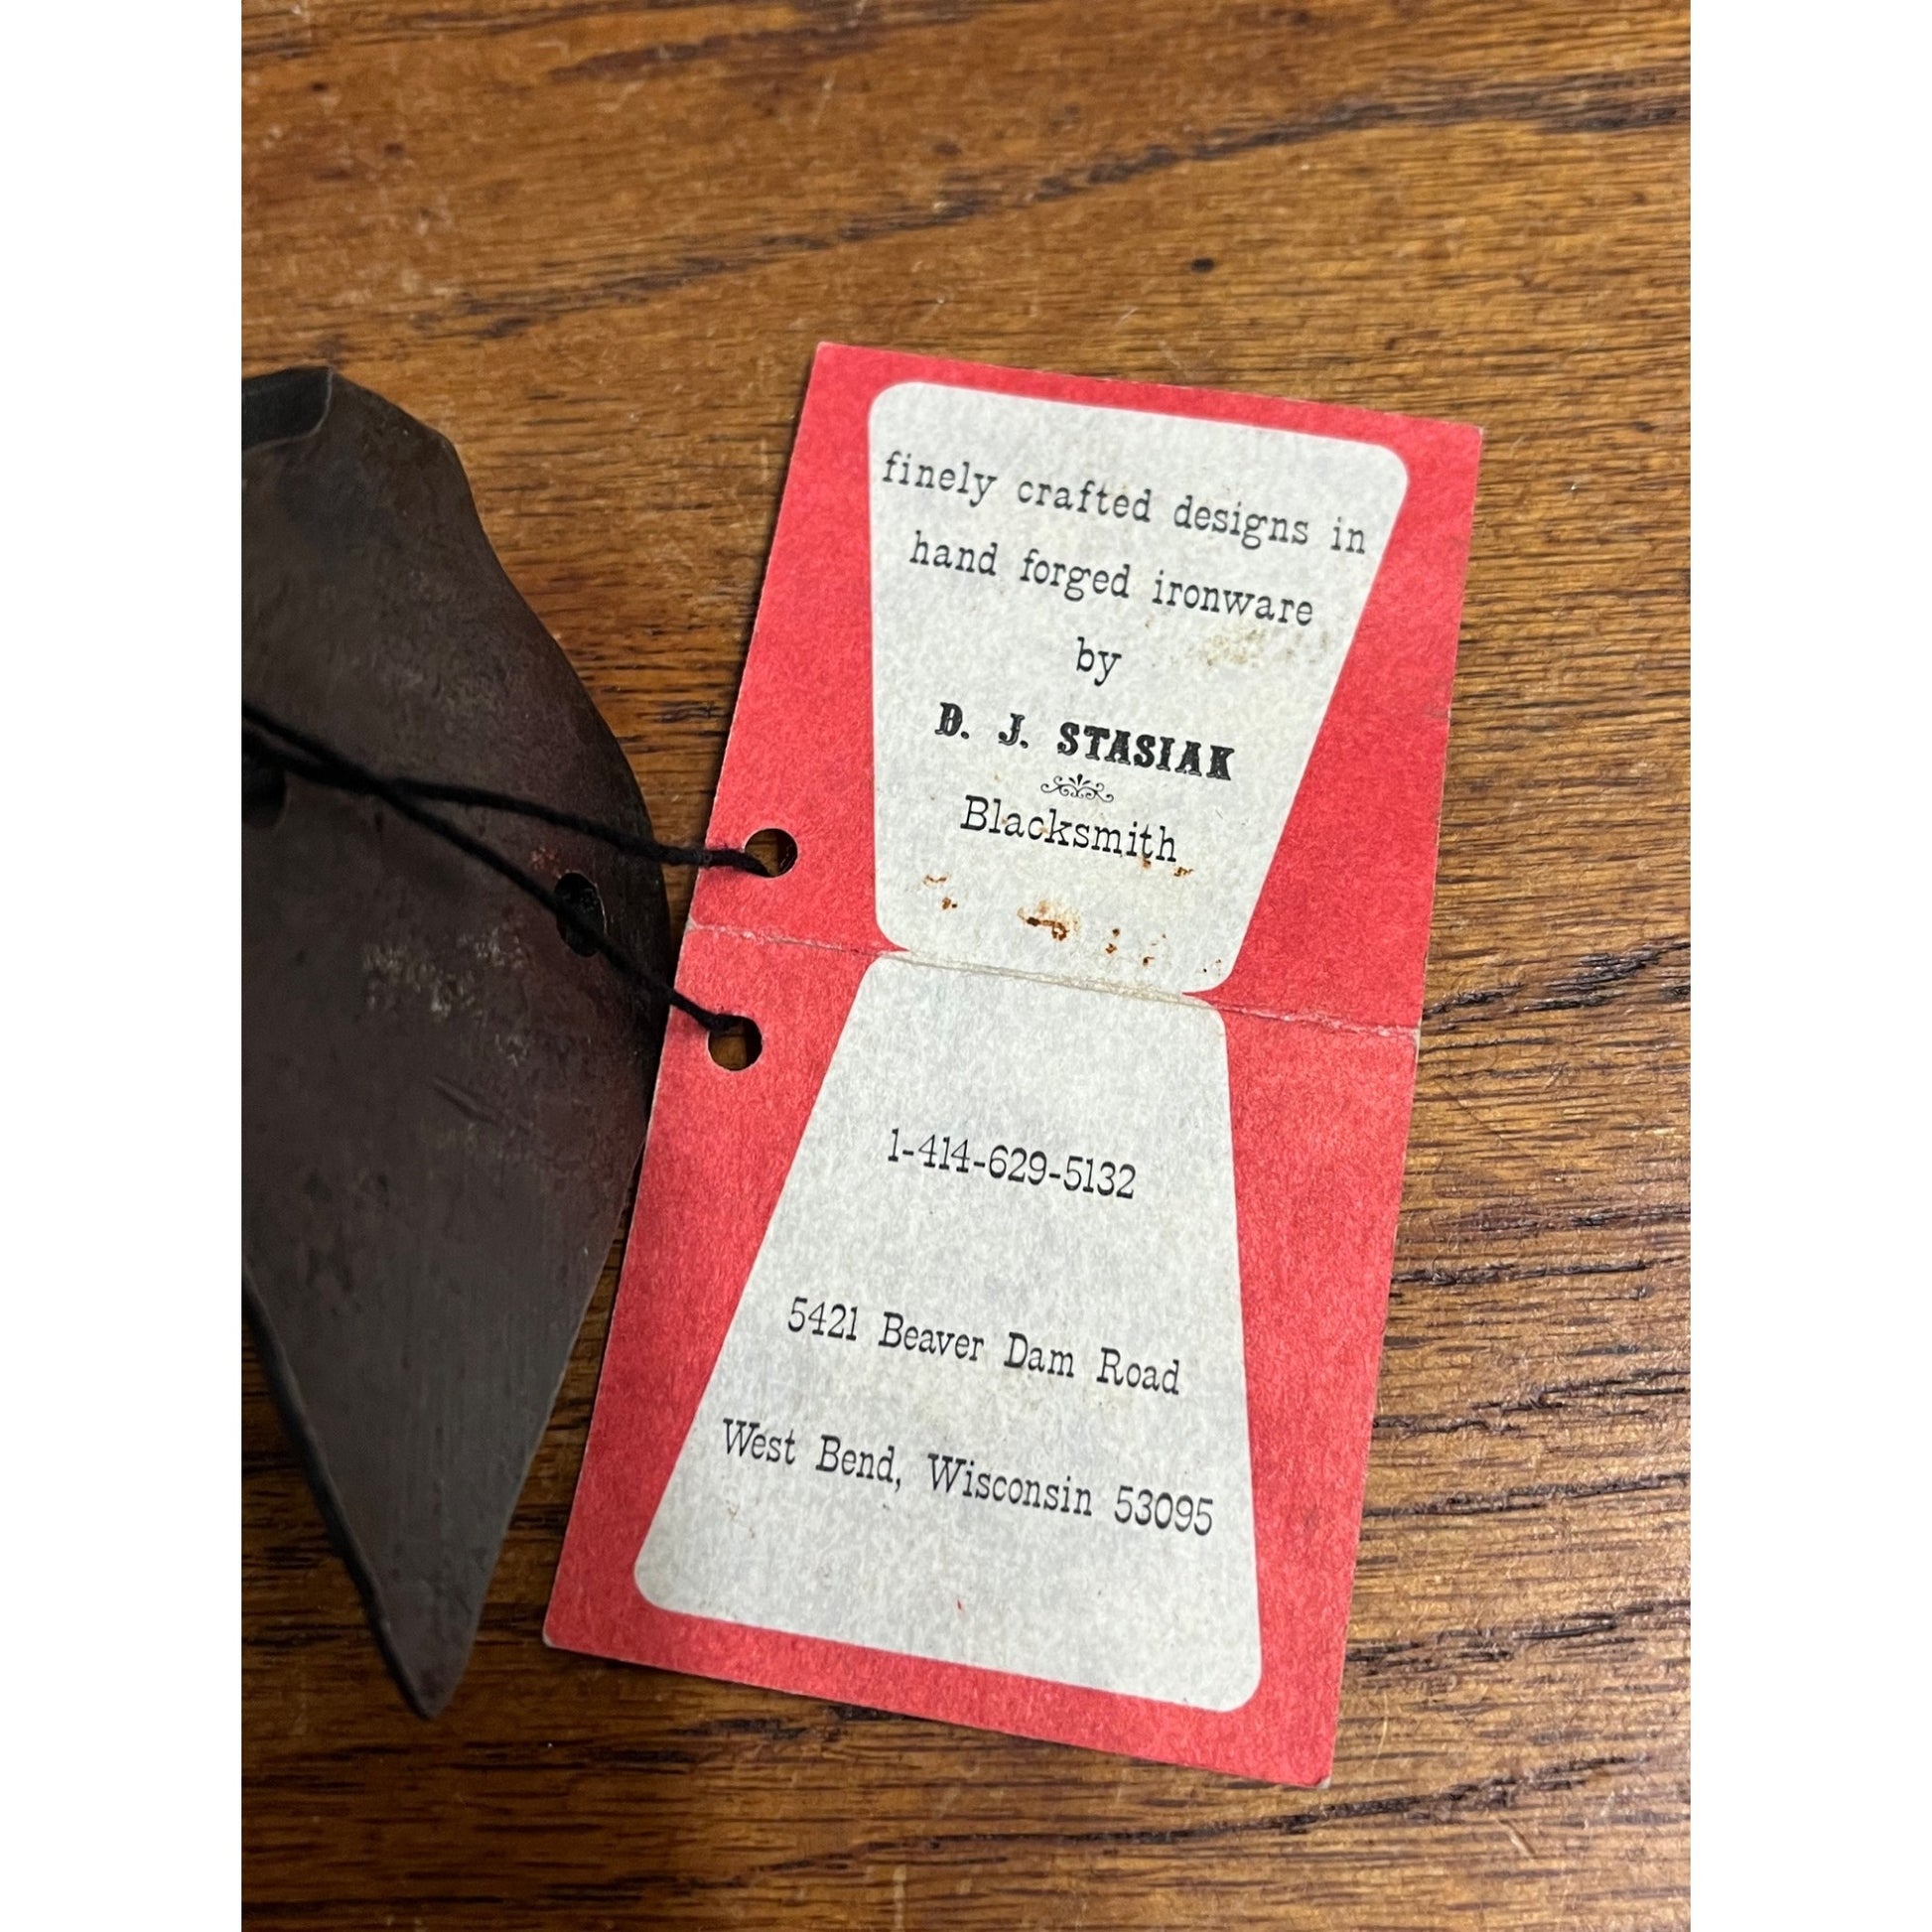 finely crafted designs in
hand forged ironware
by
D. J. STASIAK
Blacksmith
1-414-629-5132
5421 Beaver Dam Road
West Bend, Wisconsin 53095